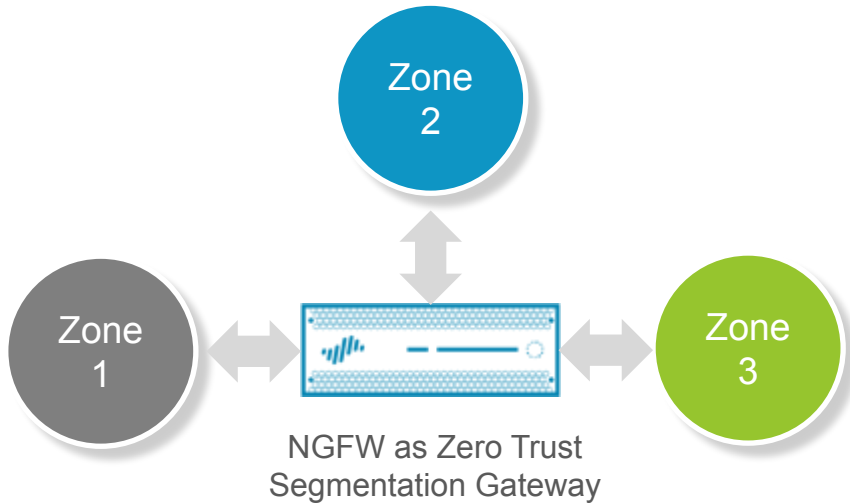 Zone
2
Zone
1
Zone
3
NGFW as Zero Trust
Segmentation Gateway